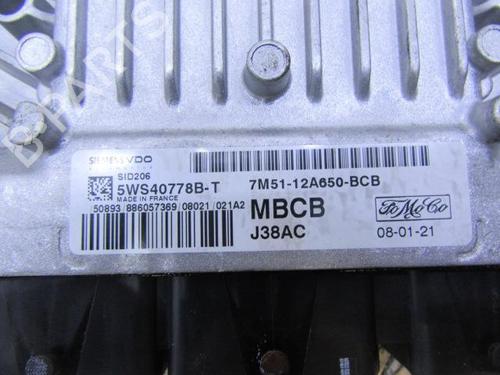 B-PARTS
SIEMENS VDO
SID206
5WS40778B-T
MADE IN FRANCE
50893 886057369 08021 021A2
7M51-12A650-BCB
MBCB
J38AC
FoMoCo
08-01-21